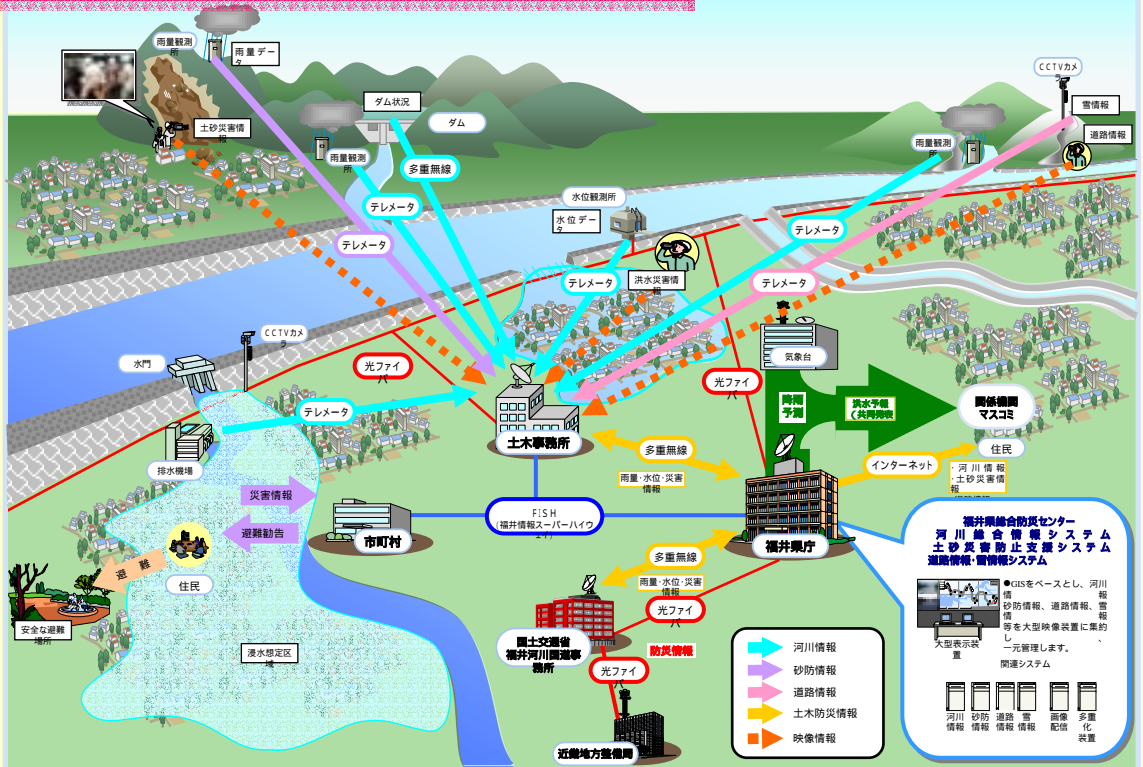 雨量観測
所
雨量デー
タ
CCTVカメ
ラ
雪情報
道路情報
ダム状況
ダム
土砂災害情
報
雨量観測
所
雨量観測
所
多重無線
テレメータ
水位観測所
水位デー
タ
テレメータ
テレメータ
テレメータ
洪水災害情
報
テレメータ
CCTVカメ
ラ
水門
光ファイ
バ
光ファイ
バ
気象台
降雨
予測
洪水予報
(共同発表
関係機関
マスコミ
テレメータ
土木事務所
住民
排水機場
多重無線
インターネット
雨量・水位・災害
情報
・河川情報
・土砂災害情
報
災害情報
避難勧告
市町村
FISH
(福井情報スーパーハイウ
ェイ)
福井県庁
避難
住民
安全な避難
場所
浸水想定区
域
多重無線
雨量・水位・災害
情報
光ファイ
バ
国土交通省
福井河川国道事
務所
防災情報
光ファイ
バ
近畿地方整備局
河川情報
砂防情報
道路情報
土木防災情報
映像情報
福井県総合防災センター
河川総合情報システム
土砂災害防止支援システム
道路情報・雪情報システム
●GISをベースとし、河川
情報
砂防情報、道路情報、雪
情報
等を大型映像装置に集約
し、
一元管理します。
大型表示装
置
関連システム
河川
情報
砂防
情報
道路
情報
雪
情報
画像
配信
多重
化
装置